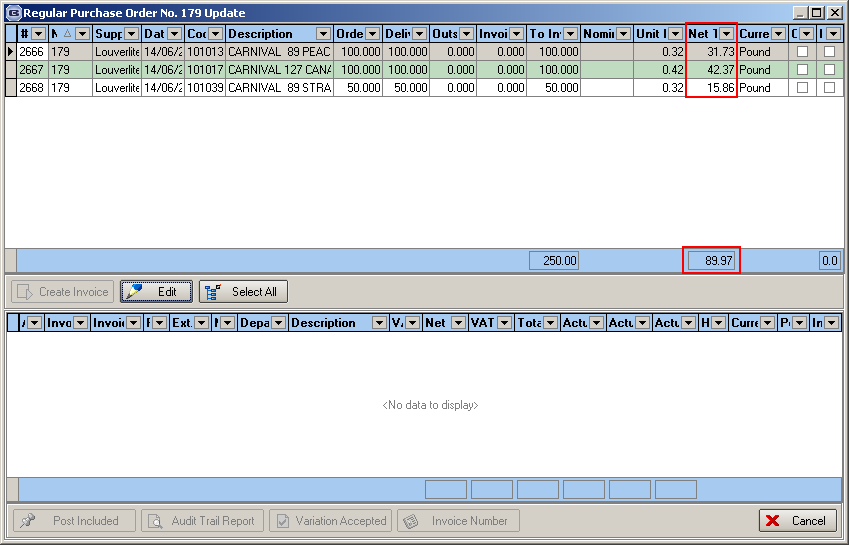 Regular Purchase Order No. 179 Update
# N Suppl Dat Cod Description Orde Deliv Outs Invoi To Inv Nomin Unit I Net T Curre C I
2666 179 Louverlite 14/06/2 101013 CARNIVAL 89 PEAC 100.000 100.000 0.000 0.000 100.000 0.32 31.73 Pound
2667 179 Louverlite 14/06/2 101017 CARNIVAL 127 CANA 100.000 100.000 0.000 0.000 100.000 0.42 42.37 Pound
2668 179 Louverlite 14/06/2 101039 CARNIVAL 89 STRA 50.000 50.000 0.000 0.000 50.000 0.32 15.86 Pound
250.00 89.97 0.0
Create Invoice Edit Select All
Invo Invoi Ext. Depa Description V Net VAT Tota Actu Actu Actu H Curre P In
<No data to display>
Post Included Audit Trail Report Variation Accepted Invoice Number Cancel